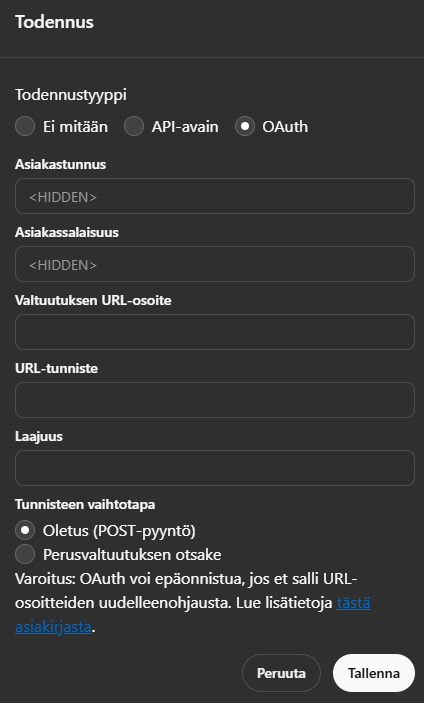 Todennus
Todennustyyppi
Ei mitään API-avain OAuth
Asiakastunnus
<HIDDEN>
Asiakassalaisuus
<HIDDEN>
Valtuutuksen URL-osoite
URL-tunniste
Laajuus
Tunnisteen vaihtotapa
Oletus (POST-pyyntö)
Perusvaltuutuksen otsake
Varoitus: OAuth voi epäonnistua, jos et salli URL-
osoitteiden uudelleenohjausta. Lue lisätietoja tästä
asiakirjasta.
Peruuta Tallenna